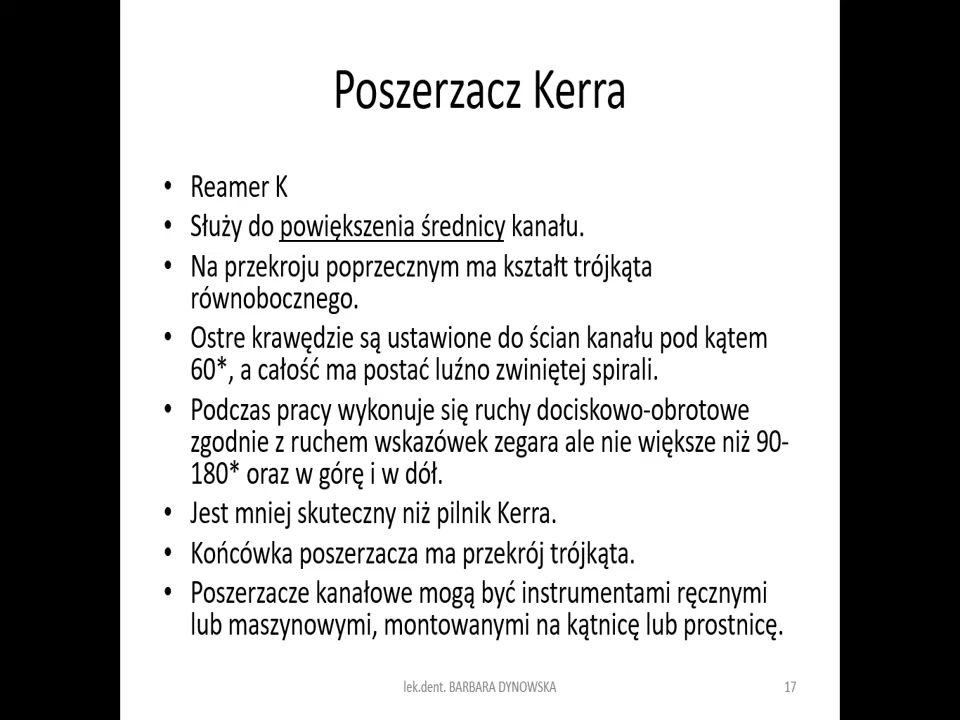 Poszerzacz Kerra
• Reamer K
• Służy do powiększenia średnicy kanału.
• Na przekroju poprzecznym ma kształt trójkąta
równobocznego.
• Ostre krawędzie są ustawione do ścian kanału pod kątem
60*, a całość ma postać luźno zwiniętej spirali.
• Podczas pracy wykonuje się ruchy dociskowo-obrotowe
zgodnie z ruchem wskazówek zegara ale nie większe niż 90-
180* oraz w górę i w dół.
• Jest mniej skuteczny niż pilnik Kerra.
• Końcówka poszerzacza ma przekrój trójkąta.
• Poszerzacze kanałowe mogą być instrumentami ręcznymi
lub maszynowymi, montowanymi na kątnicę lub prostnicę.
lek.dent. BARBARA DYNOWSKA
17